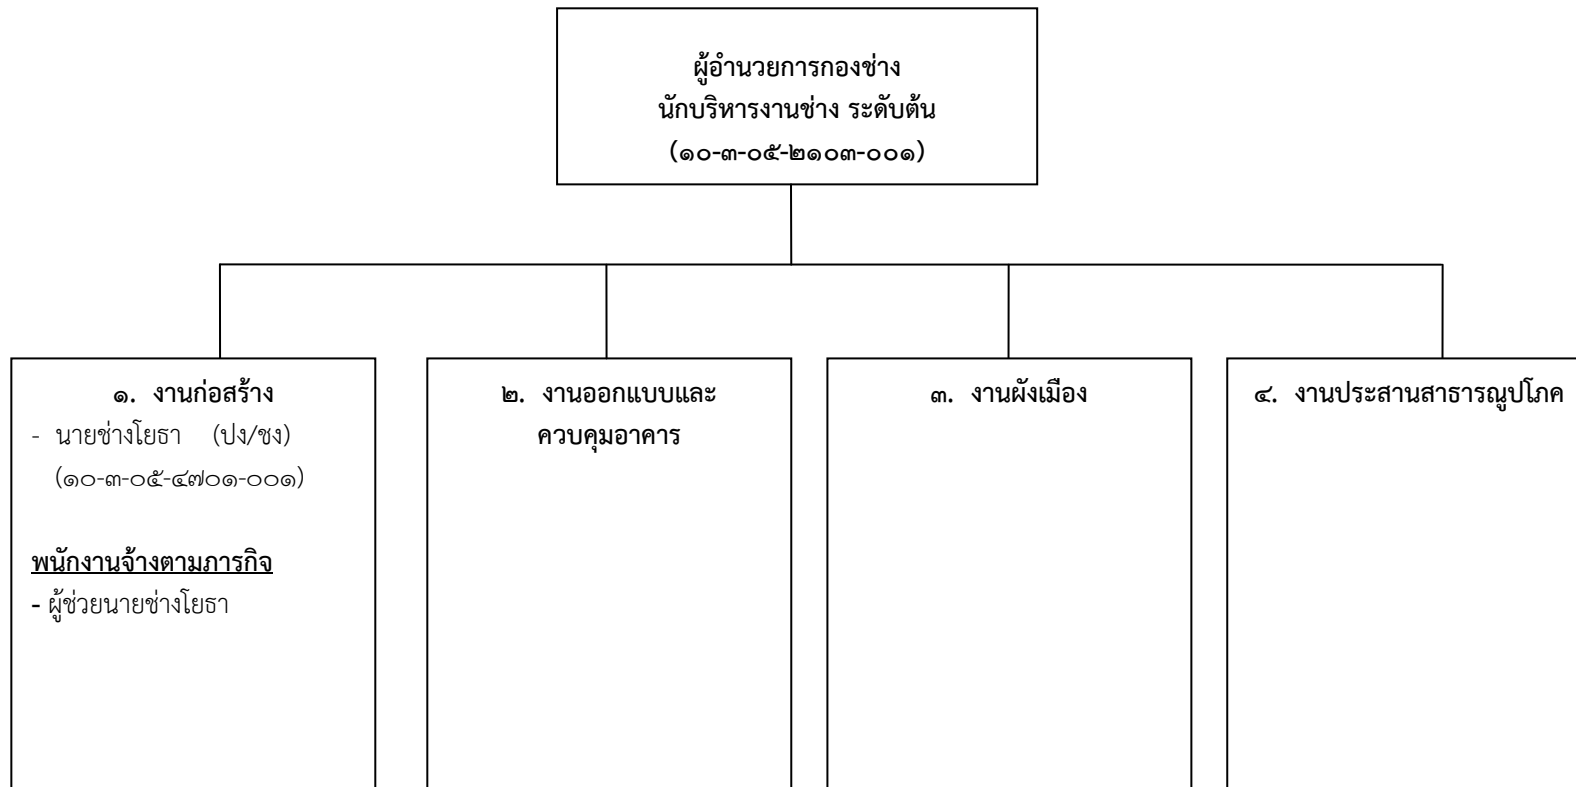 ผู้อำนวยการกองช่าง
นักบริหารงานช่าง ระดับต้น
(๑๐-๓-๐๕-๒๑๐๓-๐๐๑)
๑. งานก่อสร้าง
- นายช่างโยธา (ปง/ชง)
(๑๐-๓-๐๕-๔๗๐๑-๐๐๑)
พนักงานจ้างตามภารกิจ
- ผู้ช่วยนายช่างโยธา
๒. งานออกแบบและ
ควบคุมอาคาร
๓. งานผังเมือง
๔. งานประสานสาธารณูปโภค